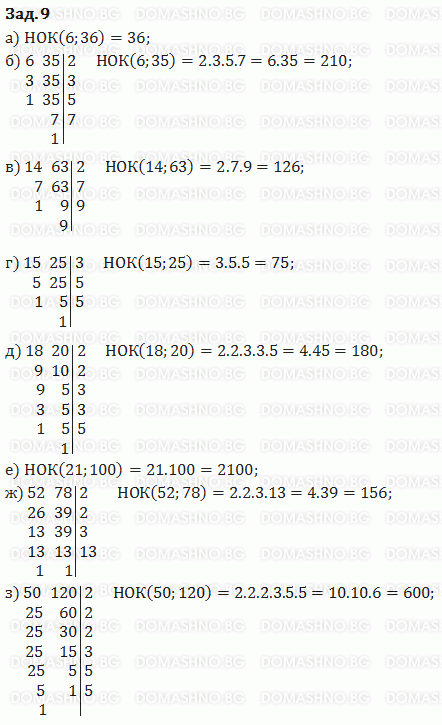 Зад.9
а) НОК(6;36) = 36;
б) 6 35|2 НОК(6;35) = 2.3.5.7 = 6.35 = 210;
3 35|3
1 35|5
7|7
1|
в) 14 63|2 НОК(14;63) = 2.7.9 = 126;
7 63|7
1 9|9
9|
г) 15 25|3 НОК(15;25) = 3.5.5 = 75;
5 25|5
1 5|5
1|
д) 18 20|2 НОК(18;20) = 2.2.3.3.5 = 4.45 = 180;
9 10|2
9 5|3
3 5|3
1 5|5
1|
е) НОК(21;100) = 21.100 = 2100;
ж) 52 78|2 НОК(52;78) = 2.2.3.13 = 4.39 = 156;
26 39|2
13 39|3
13 13|13
1 1|
з) 50 120|2 НОК(50;120) = 2.2.2.3.5.5 = 10.10.6 = 600;
25 60|2
25 30|2
25 15|3
25 5|5
5 1|5
1
DOMASHNO.BG